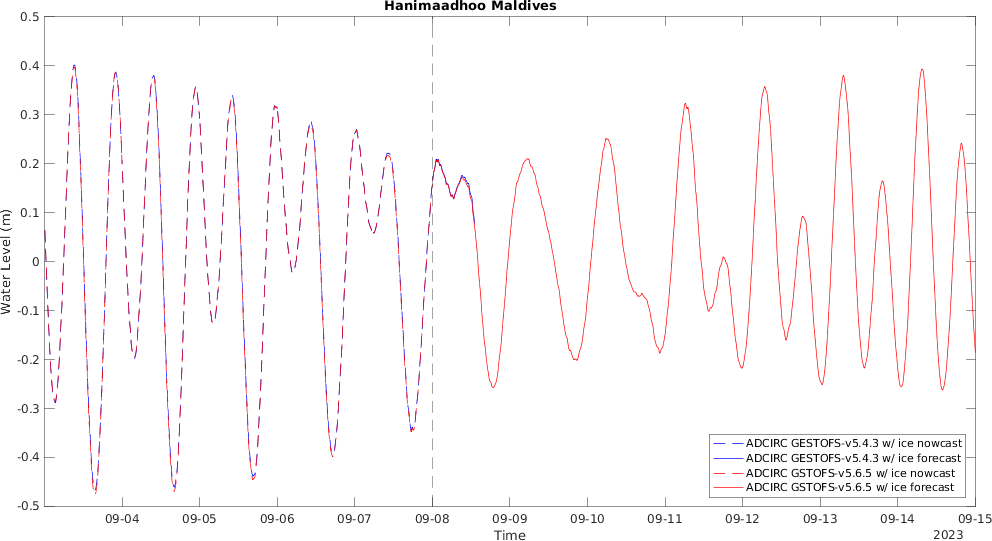 Hanimaadhoo Maldives
0.5
0.4
0.3
0.2
0.1
0
-0.1
-0.2
-0.3
-0.4
-0.5
Water Level (m)
ADCIRC GESTOFS-v5.4.3 w/ ice nowcast
ADCIRC GESTOFS-v5.4.3 w/ ice forecast
ADCIRC GSTOFS-v5.6.5 w/ ice nowcast
ADCIRC GSTOFS-v5.6.5 w/ ice forecast
09-04 09-05 09-06 09-07 09-08 09-09 09-10 09-11 09-12 09-13 09-14 09-15
Time
2023